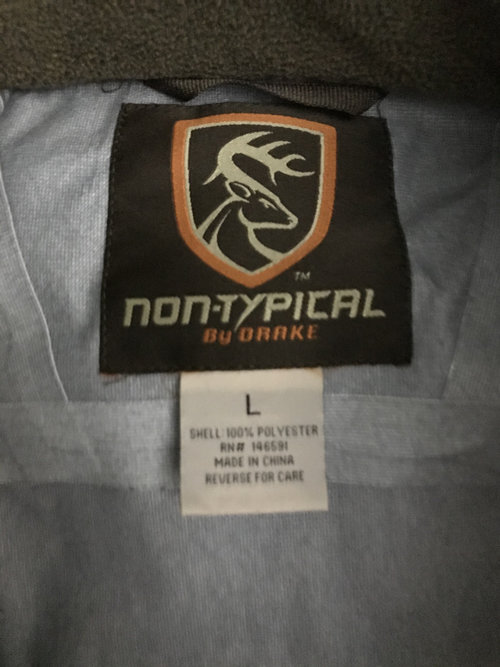 TM
NON-TYPICAL
By DRAKE
L
SHELL: 100% POLYESTER
RN# 146591
MADE IN CHINA
REVERSE FOR CARE